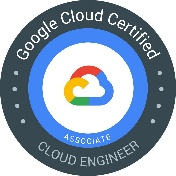 Google Cloud Certified
ASSOCIATE
CLOUD ENGINEER